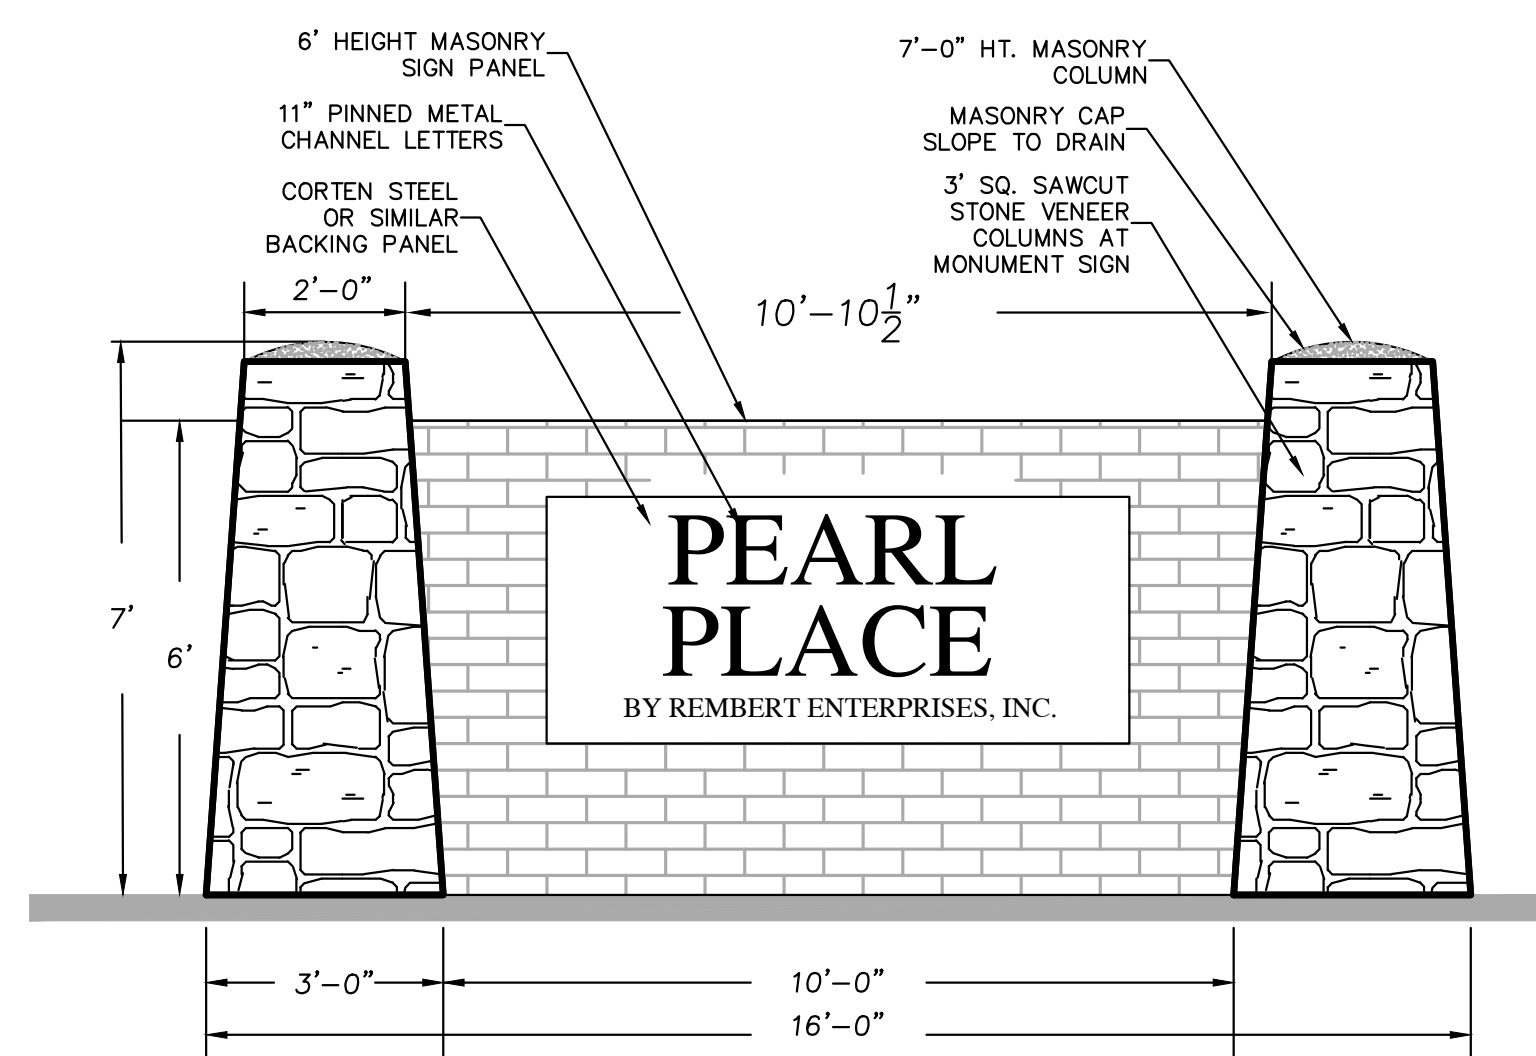 6' HEIGHT MASONRY
SIGN PANEL
11" PINNED METAL
CHANNEL LETTERS
CORTEN STEEL
OR SIMILAR
BACKING PANEL
7'-0" HT. MASONRY
COLUMN
MASONRY CAP
SLOPE TO DRAIN
3' SQ. SAWCUT
STONE VENEER
COLUMNS AT
MONUMENT SIGN
2'-0"
10'-10 1/2"
7'
6'
PEARL
PLACE
BY REMBERT ENTERPRISES, INC.
3'-0"
10'-0"
16'-0"